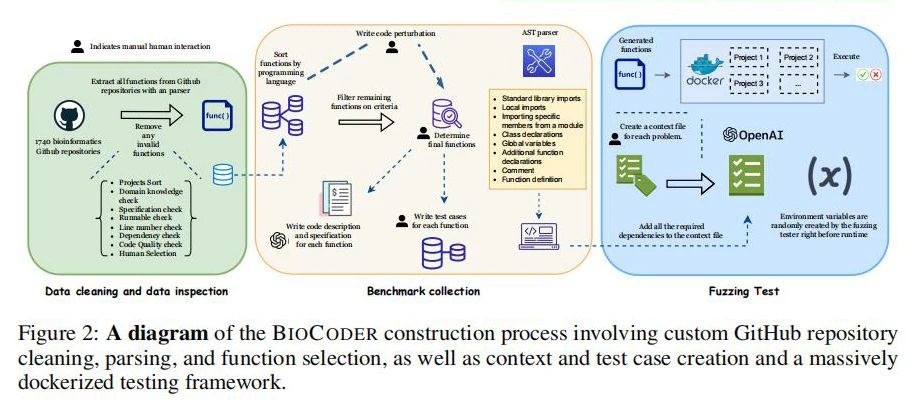 Indicates manual human interaction
Extract all functions from Github
repositories with an parser
func()
1740 bioinformatics
Github repositories
Remove
any
invalid
functions
• Projects Sort
• Domain knowledge
check
• Specification check
• Runnable check
• Line number check
• Dependency check
• Code Quality check
• Human Selection
Data cleaning and data inspection
Write code perturbation
Sort
functions by
programming
language
Filter remaining
functions on criteria
Determine
final functions
Write code description
and specification
for each function
Write test cases
for each function
AST parser
• Standard library imports
• Local imports
• Importing specific
members from a module
• Class declarations
• Global variables
• Additional function
declarations
• Comment
• Function definition
Benchmark collection
Generated
functions
func()
docker
Project 1
Project 2
Project 3
...
Execute
Create a context file
for each problem.
OpenAI
(x)
Add all the required
dependencies to the context file
Environment variables are
randomly created by the fuzzing
tester right before runtime
Fuzzing Test
Figure 2: A diagram of the BIOCODER construction process involving custom GitHub repository
cleaning, parsing, and function selection, as well as context and test case creation and a massively
dockerized testing framework.